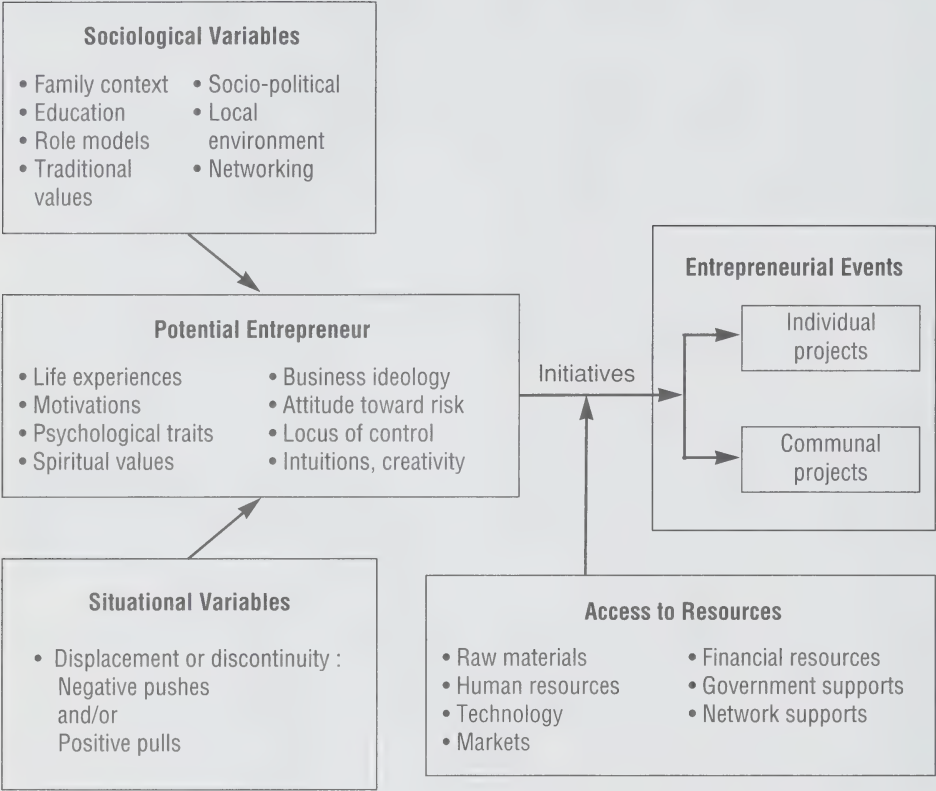 Sociological Variables
• Family context
• Education
• Role models
• Traditional
values
• Socio-political
• Local
environment
• Networking
Potential Entrepreneur
• Life experiences
• Motivations
• Psychological traits
• Spiritual values
• Business ideology
• Attitude toward risk
• Locus of control
• Intuitions, creativity
Initiatives
Entrepreneurial Events
Individual
projects
Communal
projects
Situational Variables
• Displacement or discontinuity :
Negative pushes
and/or
Positive pulls
Access to Resources
• Raw materials
• Human resources
• Technology
• Markets
• Financial resources
• Government supports
• Network supports